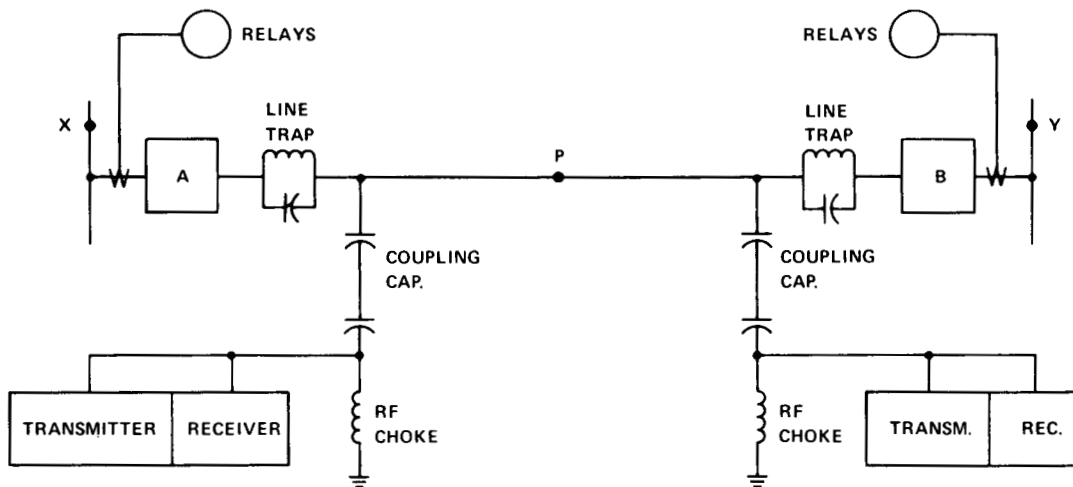 RELAYS
RELAYS
LINE
TRAP
LINE
TRAP
X
Y
P
A
B
COUPLING
CAP.
COUPLING
CAP.
RF
CHOKE
RF
CHOKE
TRANSMITTER
RECEIVER
TRANSM.
REC.